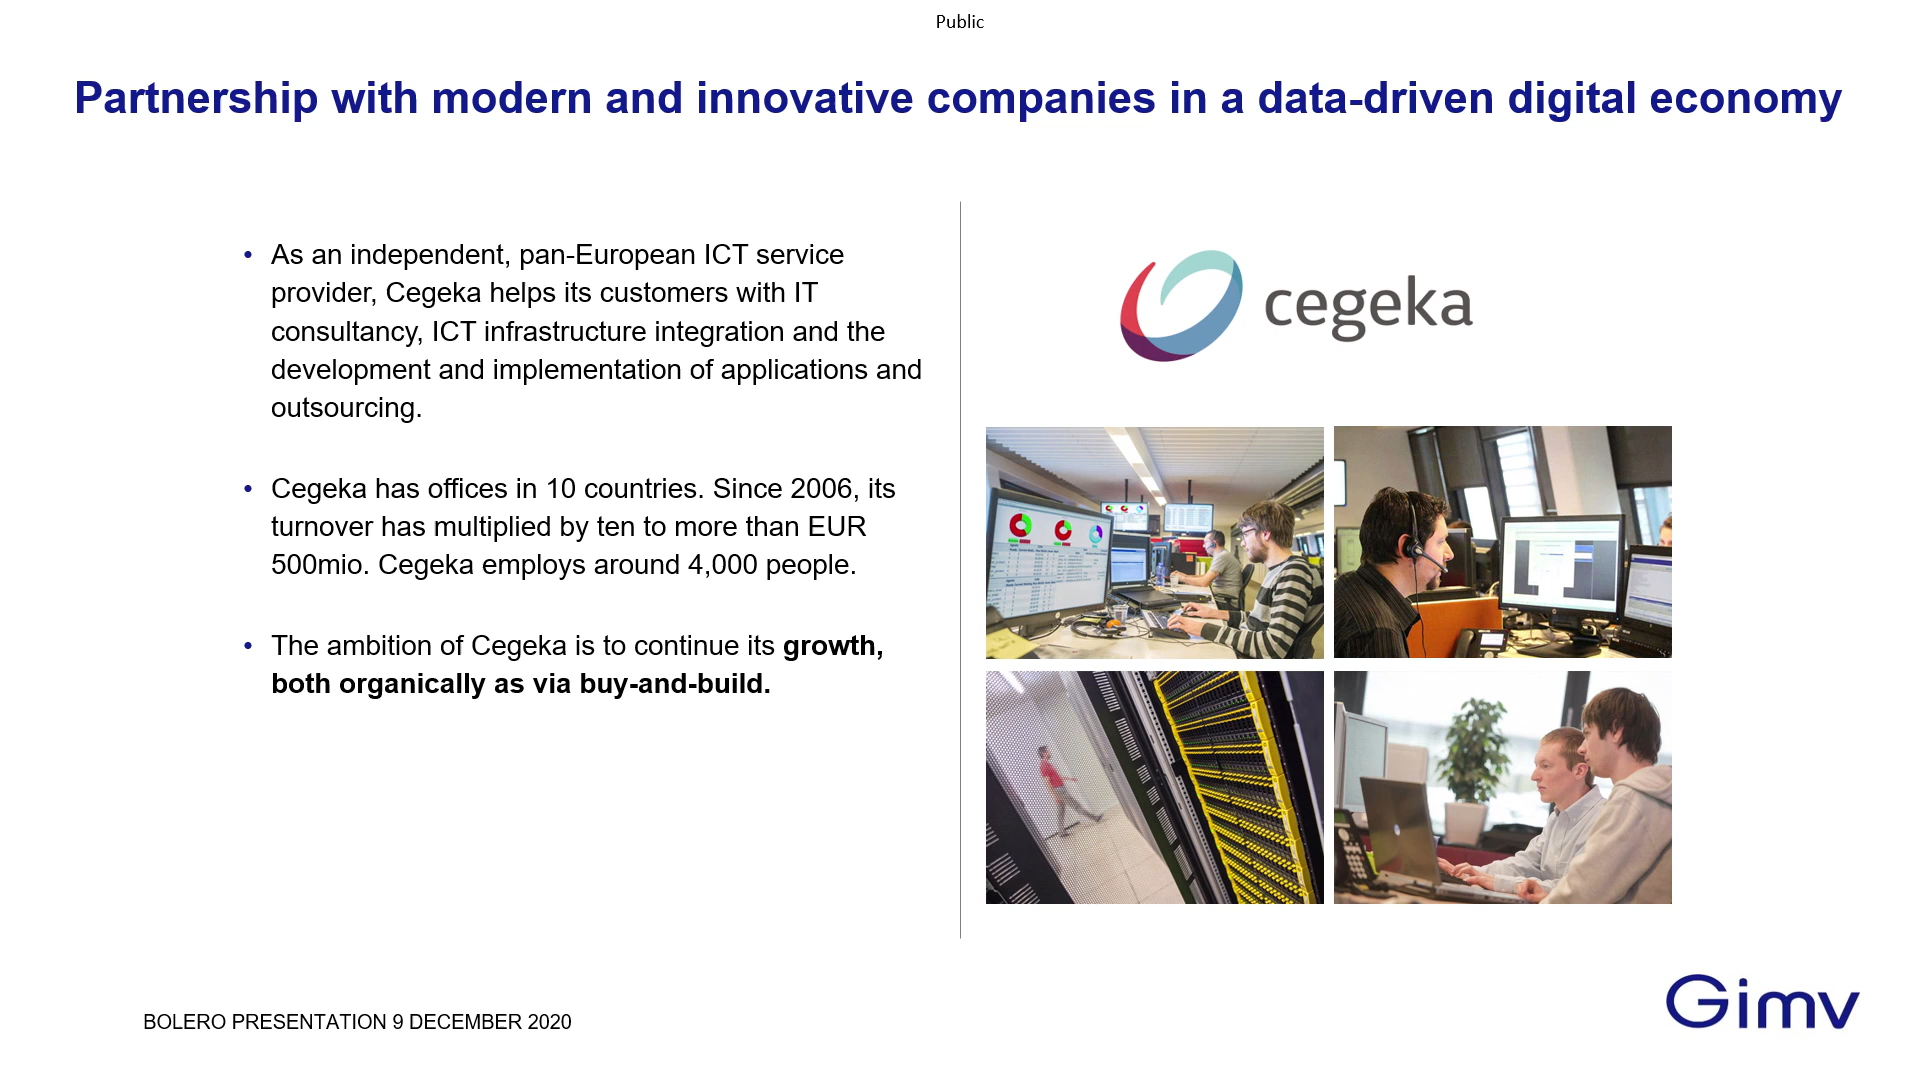 Public
Partnership with modern and innovative companies in a data-driven digital economy
• As an independent, pan-European ICT service
provider, Cegeka helps its customers with IT
consultancy, ICT infrastructure integration and the
development and implementation of applications and
outsourcing.
• Cegeka has offices in 10 countries. Since 2006, its
turnover has multiplied by ten to more than EUR
500mio. Cegeka employs around 4,000 people.
• The ambition of Cegeka is to continue its growth,
both organically as via buy-and-build.
cegeka
BOLERO PRESENTATION 9 DECEMBER 2020
Gimv